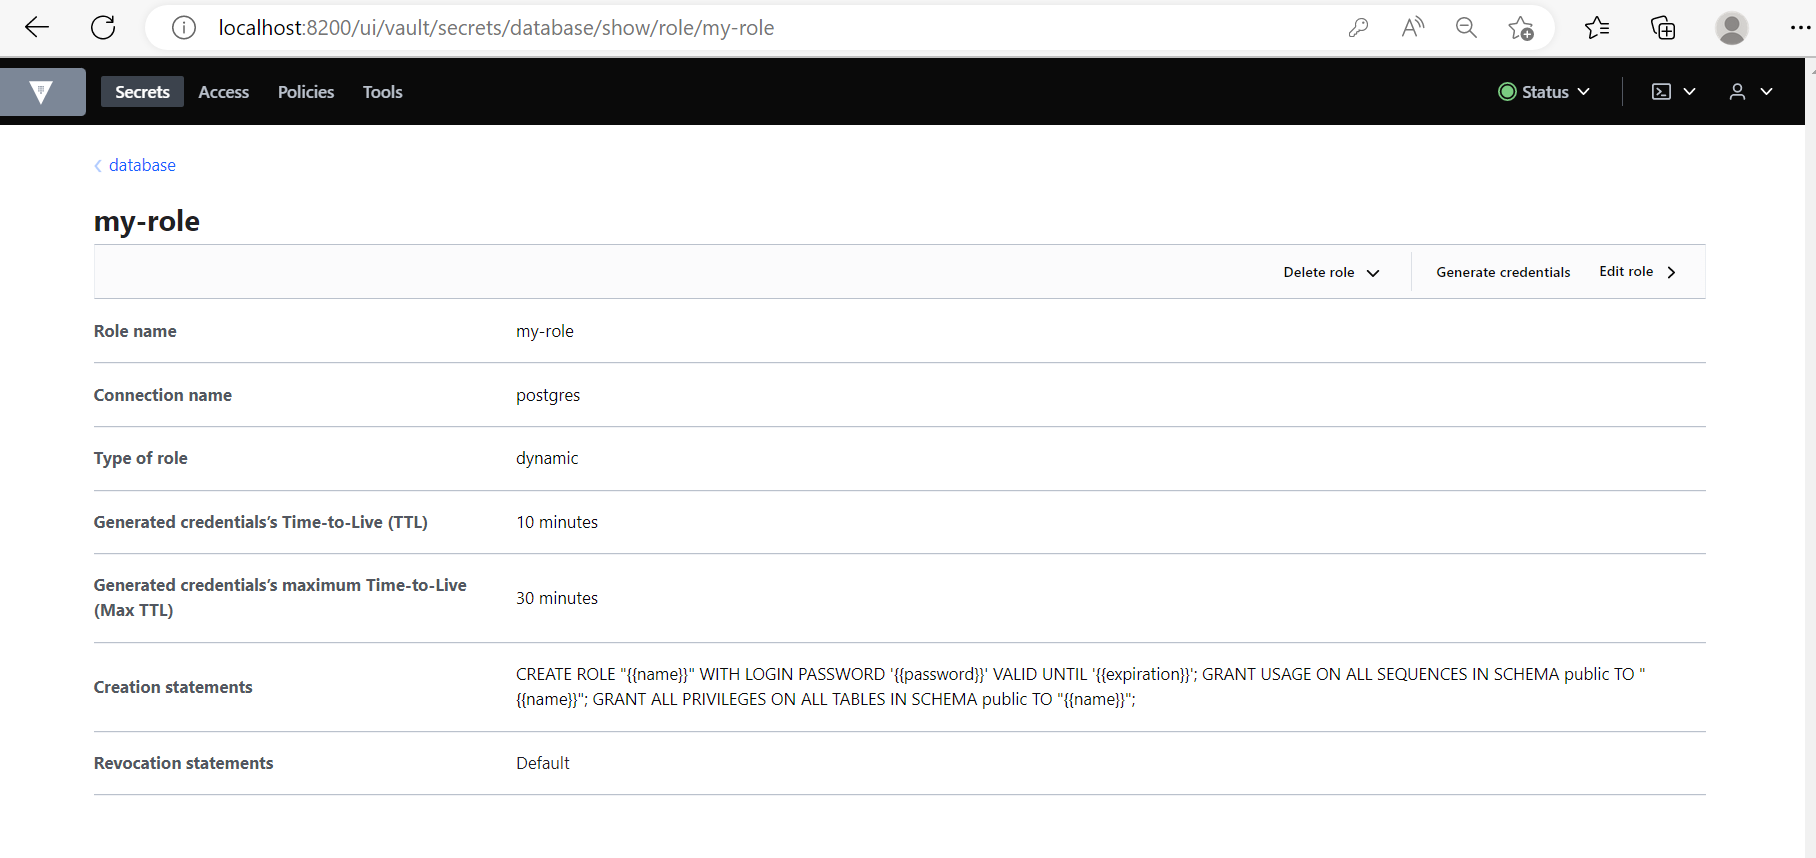 localhost:8200/ui/vault/secrets/database/show/role/my-role
Secrets Access Policies Tools Status
database
my-role
Delete role Generate credentials Edit role
Role name my-role
Connection name postgres
Type of role dynamic
Generated credentials’s Time-to-Live (TTL) 10 minutes
Generated credentials’s maximum Time-to-Live
(Max TTL) 30 minutes
Creation statements CREATE ROLE "{{name}}" WITH LOGIN PASSWORD '{{password}}' VALID UNTIL '{{expiration}}'; GRANT USAGE ON ALL SEQUENCES IN SCHEMA public TO "
{{name}}"; GRANT ALL PRIVILEGES ON ALL TABLES IN SCHEMA public TO "{{name}}";
Revocation statements Default